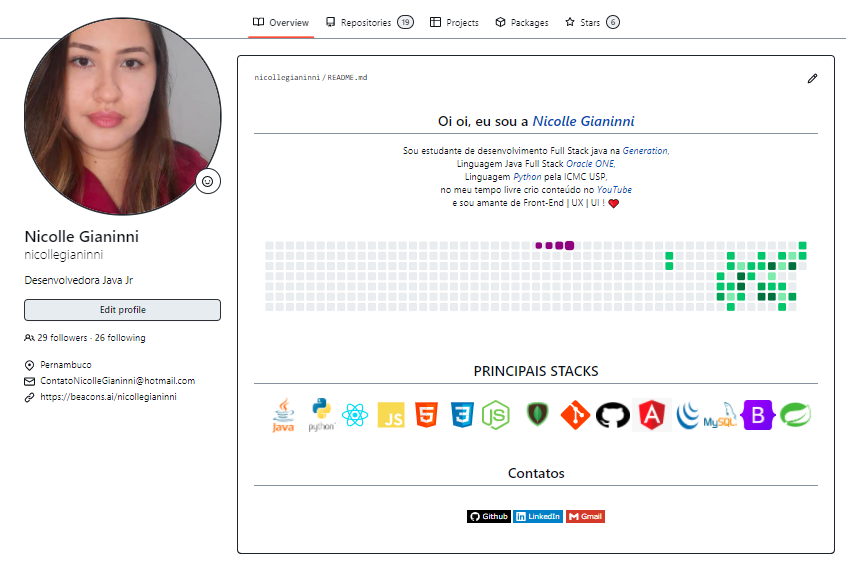 Overview
Repositories 19
Projects
Packages
Stars 6
nicollegianinni / README.md
Oi oi, eu sou a Nicolle Gianinni
Sou estudante de desenvolvimento Full Stack java na Generation,
Linguagem Java Full Stack Oracle ONE,
Linguagem Python pela ICMC USP,
no meu tempo livre crio conteúdo no YouTube
e sou amante de Front-End | UX | UI !
Nicolle Gianinni
nicollegianinni
Desenvolvedora Java Jr
Edit profile
29 followers · 26 following
Pernambuco
ContatoNicolleGianinni@hotmail.com
https://beacons.ai/nicollegianinni
PRINCIPAIS STACKS
Java
python
JS
5
3
JS
A
MySQL
B
Contatos
Github
LinkedIn
Gmail